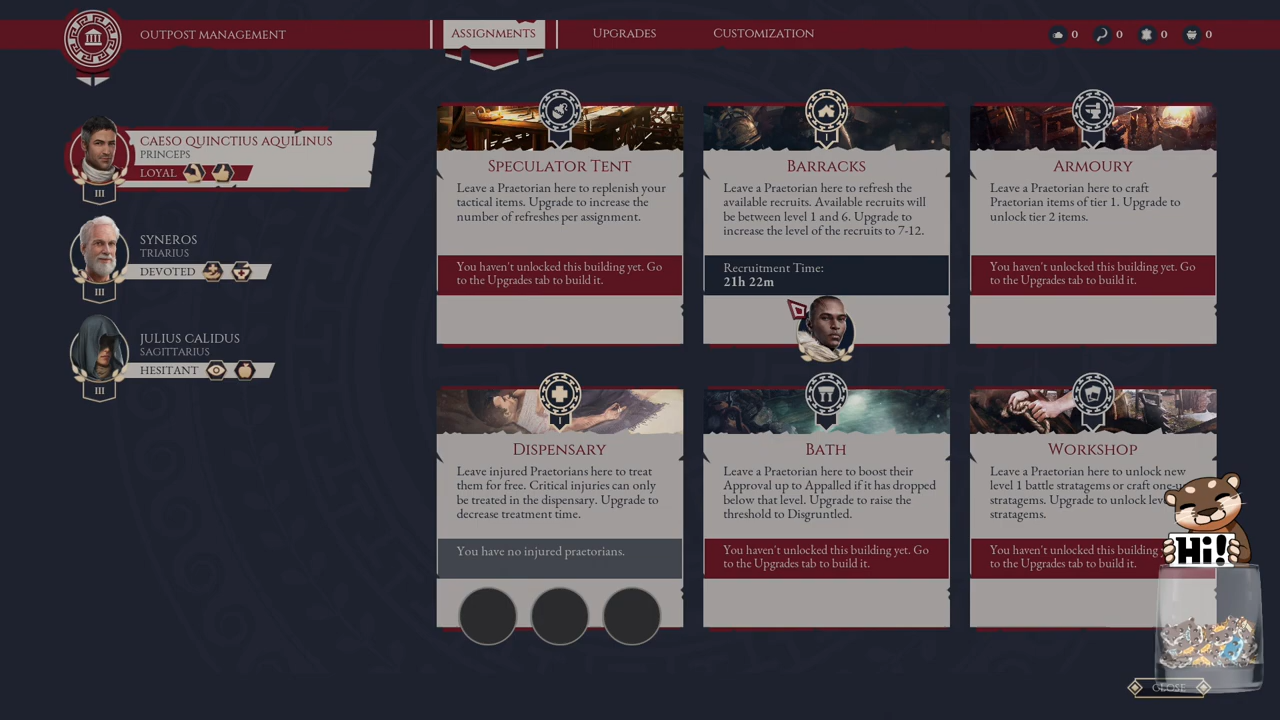 OUTPOST MANAGEMENT
ASSIGNMENTS
UPGRADES
CUSTOMIZATION
0
0
0
0
CAESO QUINCTIUS AQUILINUS
PRINCEPS
LOYAL
III
SYNEROS
TRIARIUS
DEVOTED
III
JULIUS CALIDUS
SAGITTARIUS
HESITANT
III
SPECULATOR TENT
Leave a Praetorian here to replenish your
tactical items. Upgrade to increase the
number of refreshes per assignment.
You haven't unlocked this building yet. Go
to the Upgrades tab to build it.
BARRACKS
Leave a Praetorian here to refresh the
available recruits. Available recruits will
be between level 1 and 6. Upgrade to
increase the level of the recruits to 7-12.
Recruitment Time:
21h 22m
ARMOURY
Leave a Praetorian here to craft
Praetorian items of tier 1. Upgrade to
unlock tier 2 items.
You haven't unlocked this building yet. Go
to the Upgrades tab to build it.
I
DISPENSARY
Leave injured Praetorians here to treat
them for free. Critical injuries can only
be treated in the dispensary. Upgrade to
decrease treatment time.
You have no injured praetorians.
BATH
Leave a Praetorian here to boost their
Approval up to Appalled if it has dropped
below that level. Upgrade to raise the
threshold to Disgruntled.
You haven't unlocked this building yet. Go
to the Upgrades tab to build it.
WORKSHOP
Leave a Praetorian here to unlock new
level 1 battle stratagems or craft
stratagems. Upgrade to unlock
stratagems.
You haven't unlocked this building
to the Upgrades tab to build it.
Hi!
CLOSE